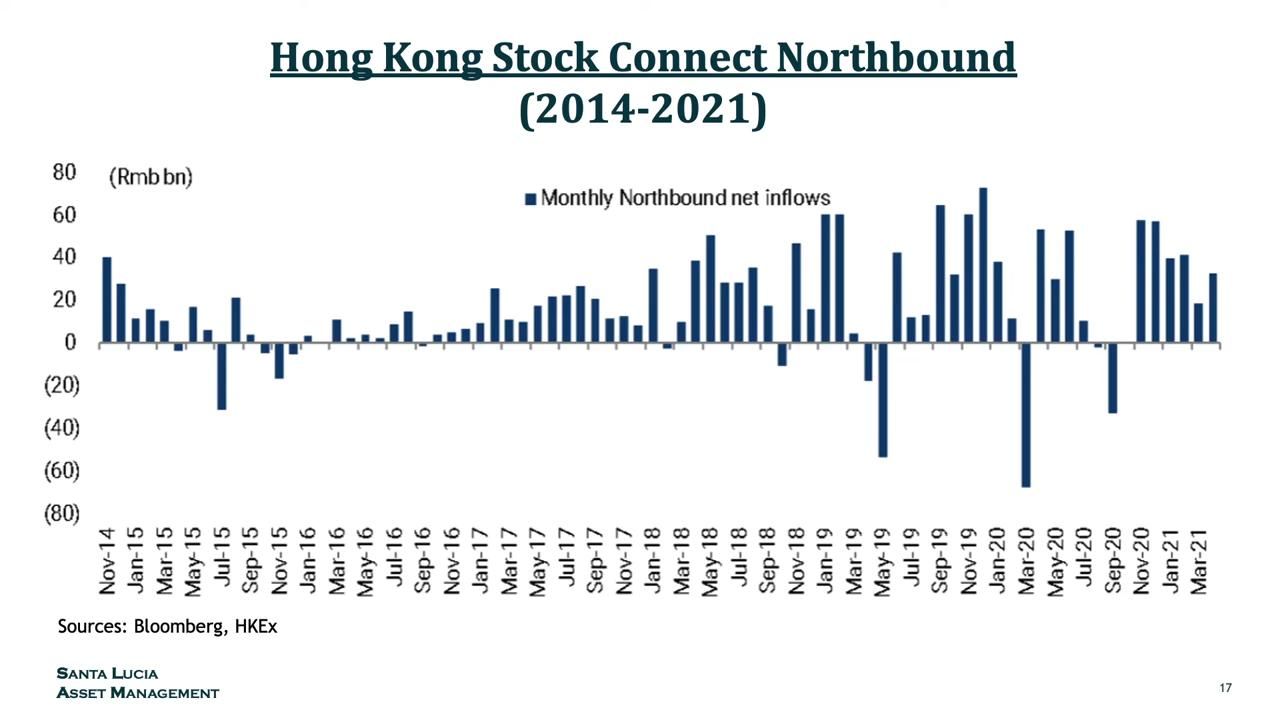 Hong Kong Stock Connect Northbound
(2014-2021)
80
(Rmb bn)
Monthly Northbound net inflows
60
40
20
0
(20)
(40)
(60)
(80)
Nov-14
Jan-15
Mar-15
May-15
Jul-15
Sep-15
Nov-15
Jan-16
Mar-16
May-16
Jul-16
Sep-16
Nov-16
Jan-17
Mar-17
May-17
Jul-17
Sep-17
Nov-17
Jan-18
Mar-18
May-18
Jul-18
Sep-18
Nov-18
Jan-19
Mar-19
May-19
Jul-19
Sep-19
Nov-19
Jan-20
Mar-20
May-20
Jul-20
Sep-20
Nov-20
Jan-21
Mar-21
Sources: Bloomberg, HKEx
SANTA LUCIA
ASSET MANAGEMENT
17